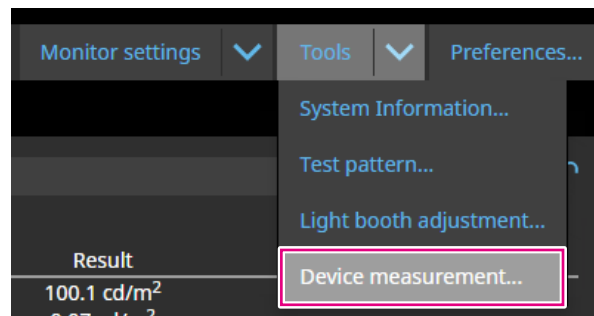 Monitor settings Tools Preferences...
System Information...
Test pattern...
Light booth adjustment...
Device measurement...
Result
100.1 cd/m²